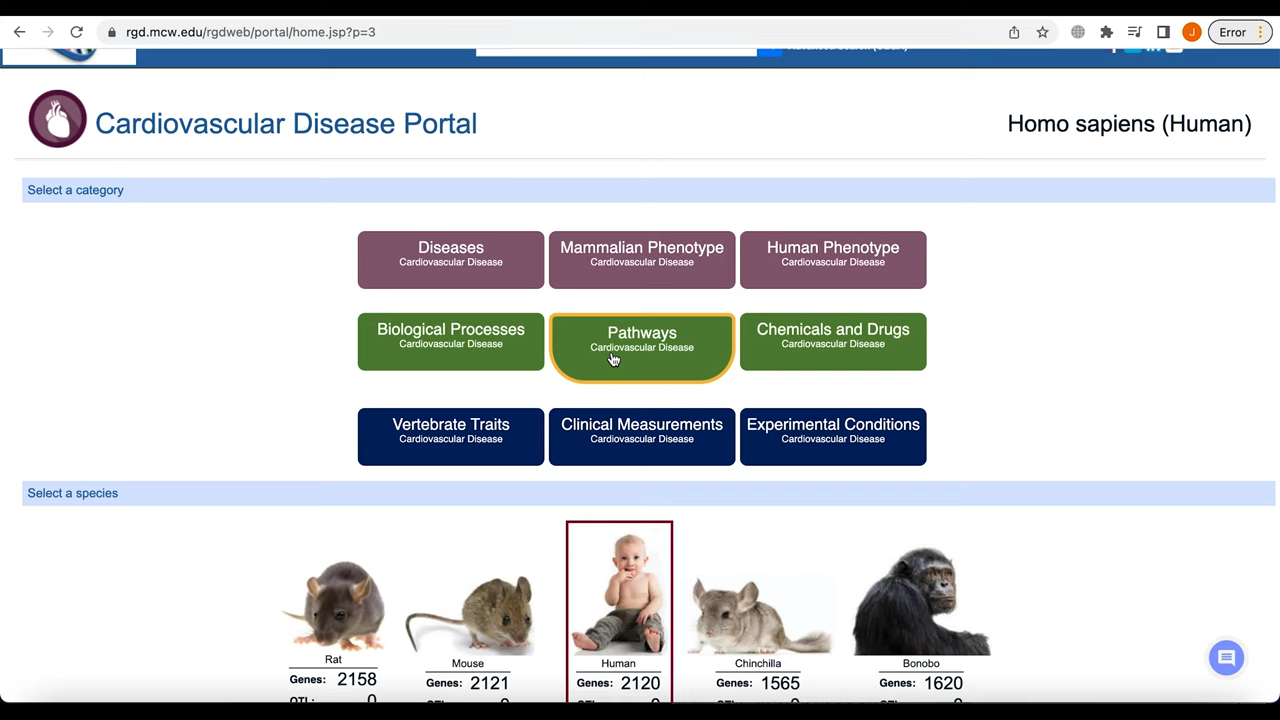 rgd.mcw.edu/rgdweb/portal/home.jsp?p=3
J
Error
Cardiovascular Disease Portal
Homo sapiens (Human)
Select a category
Diseases
Cardiovascular Disease
Mammalian Phenotype
Cardiovascular Disease
Human Phenotype
Cardiovascular Disease
Biological Processes
Cardiovascular Disease
Pathways
Cardiovascular Disease
Chemicals and Drugs
Cardiovascular Disease
Vertebrate Traits
Cardiovascular Disease
Clinical Measurements
Cardiovascular Disease
Experimental Conditions
Cardiovascular Disease
Select a species
Rat
Genes: 2158
Mouse
Genes: 2121
Human
Genes: 2120
Chinchilla
Genes: 1565
Bonobo
Genes: 1620